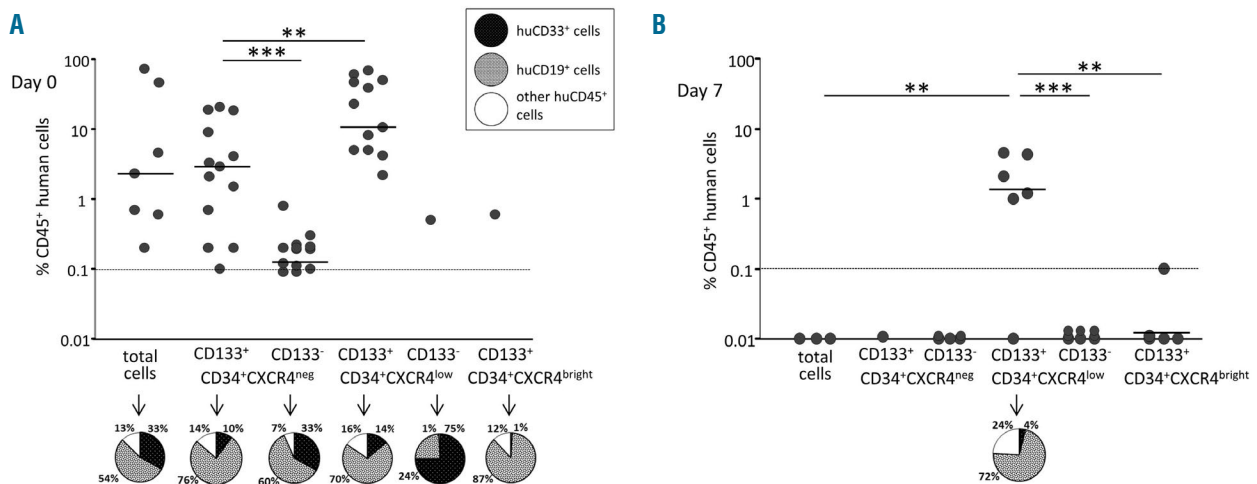 A
Day 0
% CD45⁺ human cells
100
10
1
0.1
0.01
**
***
huCD33⁺ cells
huCD19⁺ cells
other huCD45⁺
cells
total
cells
CD133⁺ CD133⁻
CD34⁺CXCR4ⁿᵉᵍ
CD133⁺ CD133⁻
CD34⁺CXCR4ˡᵒʷ
CD133⁺
CD34⁺CXCR4ᵇʳⁱᵍʰᵗ
13% 33%
54%
14% 10%
76%
7% 33%
60%
16% 14%
70%
1% 75%
24%
12% 1%
87%
B
Day 7
% CD45⁺ human cells
100
10
1
0.1
0.01
**
**
***
total
cells
CD133⁺ CD133⁻
CD34⁺CXCR4ⁿᵉᵍ
CD133⁺ CD133⁻
CD34⁺CXCR4ˡᵒʷ
CD133⁺
CD34⁺CXCR4ᵇʳⁱᵍʰᵗ
24% 4%
72%